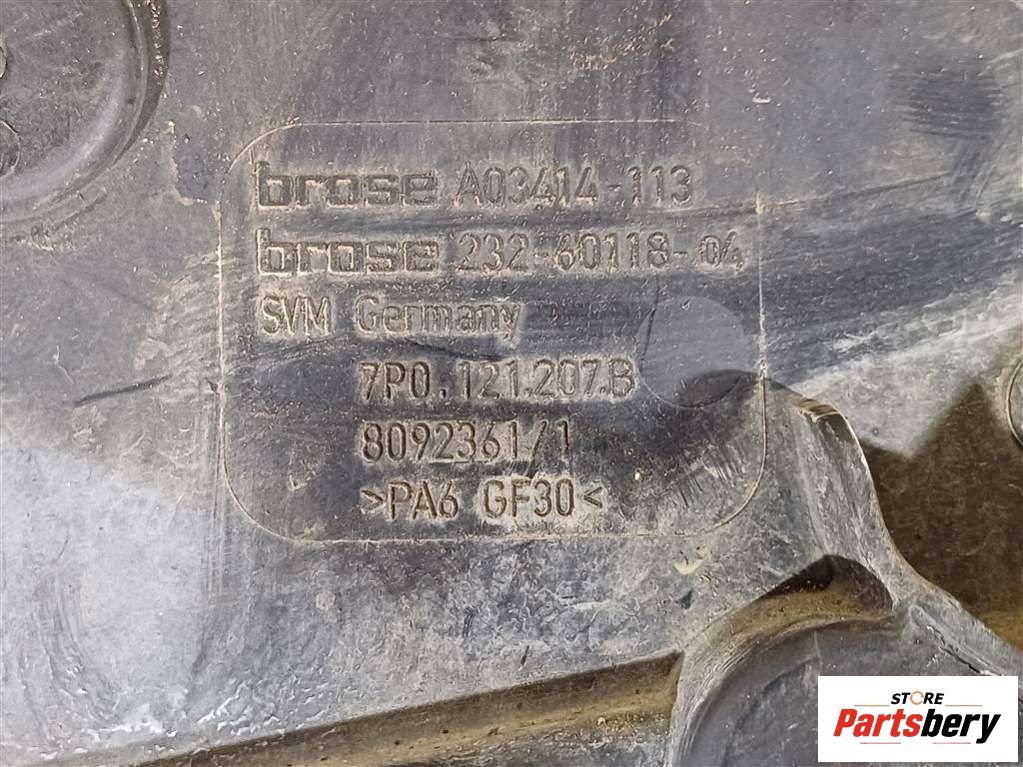 brose A03414-113
brose 232-60118-04
SVM Germany
7P0.121.207.B
8092361/1
>PA6 GF30<
STORE
Partsbery